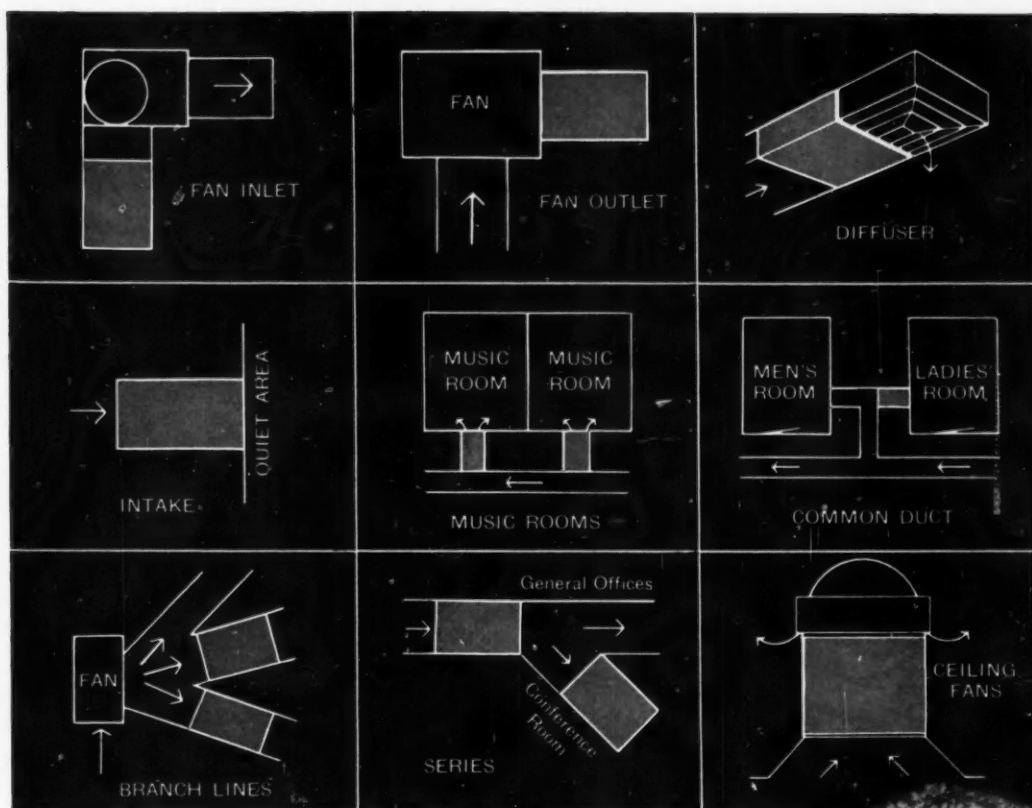 FAN INLET
FAN
FAN OUTLET
DIFFUSER
QUIET AREA
INTAKE
MUSIC
ROOM
MUSIC
ROOM
MUSIC ROOMS
MEN'S
ROOM
LADIES'
ROOM
COMMON DUCT
FAN
BRANCH LINES
General Offices
Conference
Room
SERIES
CEILING
FANS